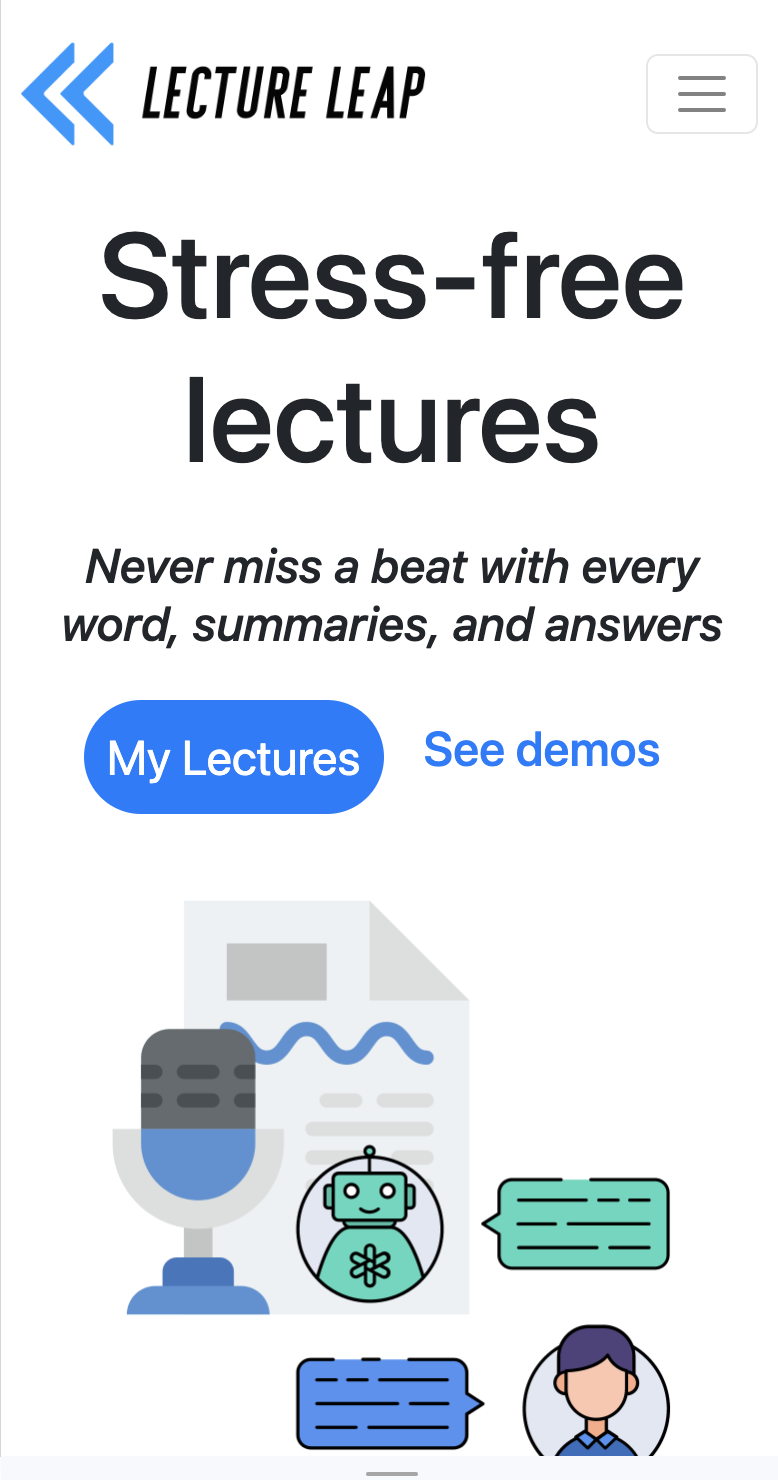 LECTURE LEAP
Stress-free
lectures
Never miss a beat with every
word, summaries, and answers
My Lectures
See demos